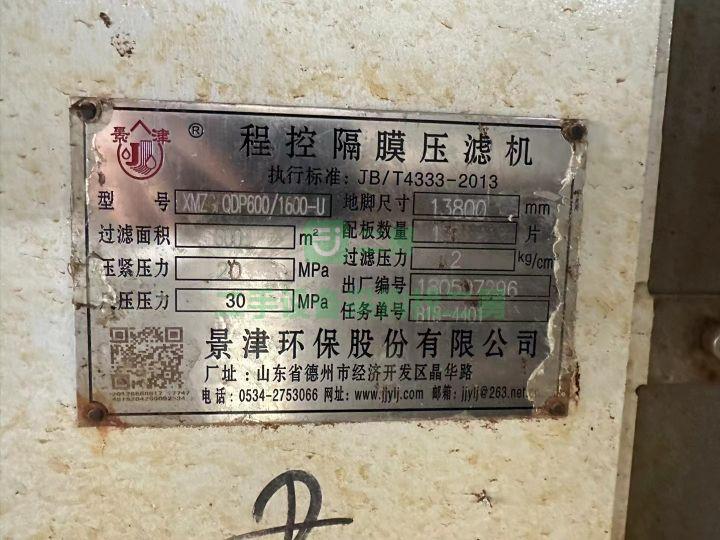 景津 ® 程控隔膜压滤机
执行标准: JB/T4333-2013
型 号 XMZ QDP600/1600-U 地脚尺寸 13800 mm
过滤面积 m² 配板数量 片
压紧压力 20 MPa 过滤压力 2 kg/cm
压力 30 MPa 出厂编号
任务单号
景津环保股份有限公司
厂址: 山东省德州市经济开发区晶华路
电话: 0534-2753066 网址: www.jjylj.com 邮箱: jjylj@263.net.cn